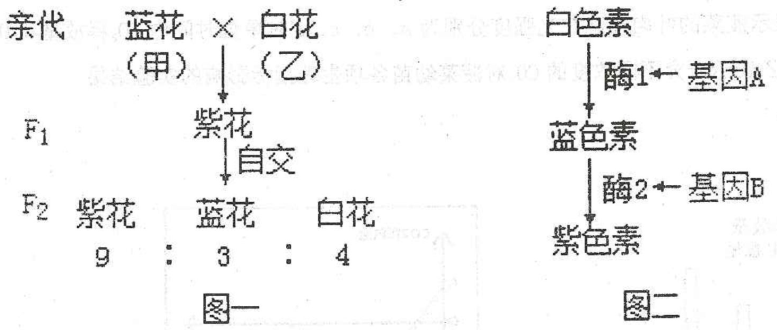 亲代 蓝花 × 白花
（甲） （乙）
F₁ 紫花
自交
F₂ 紫花 蓝花 白花
9 : 3 : 4
图一
白色素
酶1 基因A
蓝色素
酶2 基因B
紫色素
图二